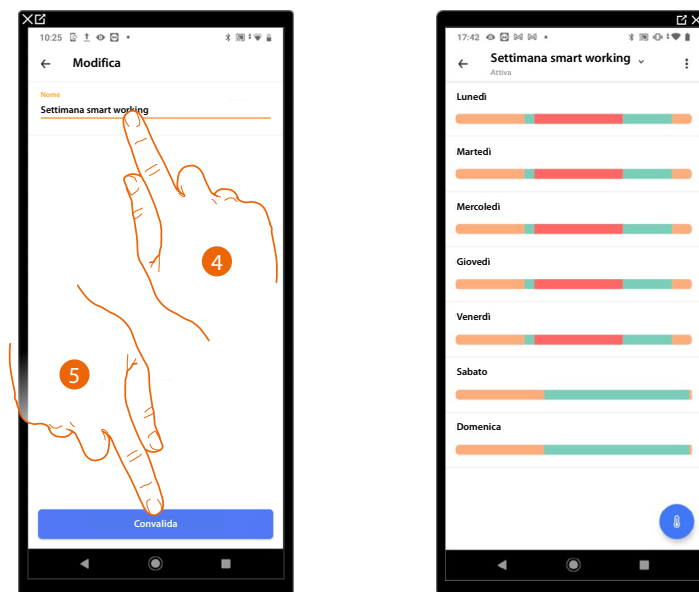 10:25
Modifica
Nome
Settimana smart working
4
5
Convalida
17:42
Settimana smart working
Attiva
Lunedì
Martedì
Mercoledì
Giovedì
Venerdì
Sabato
Domenica